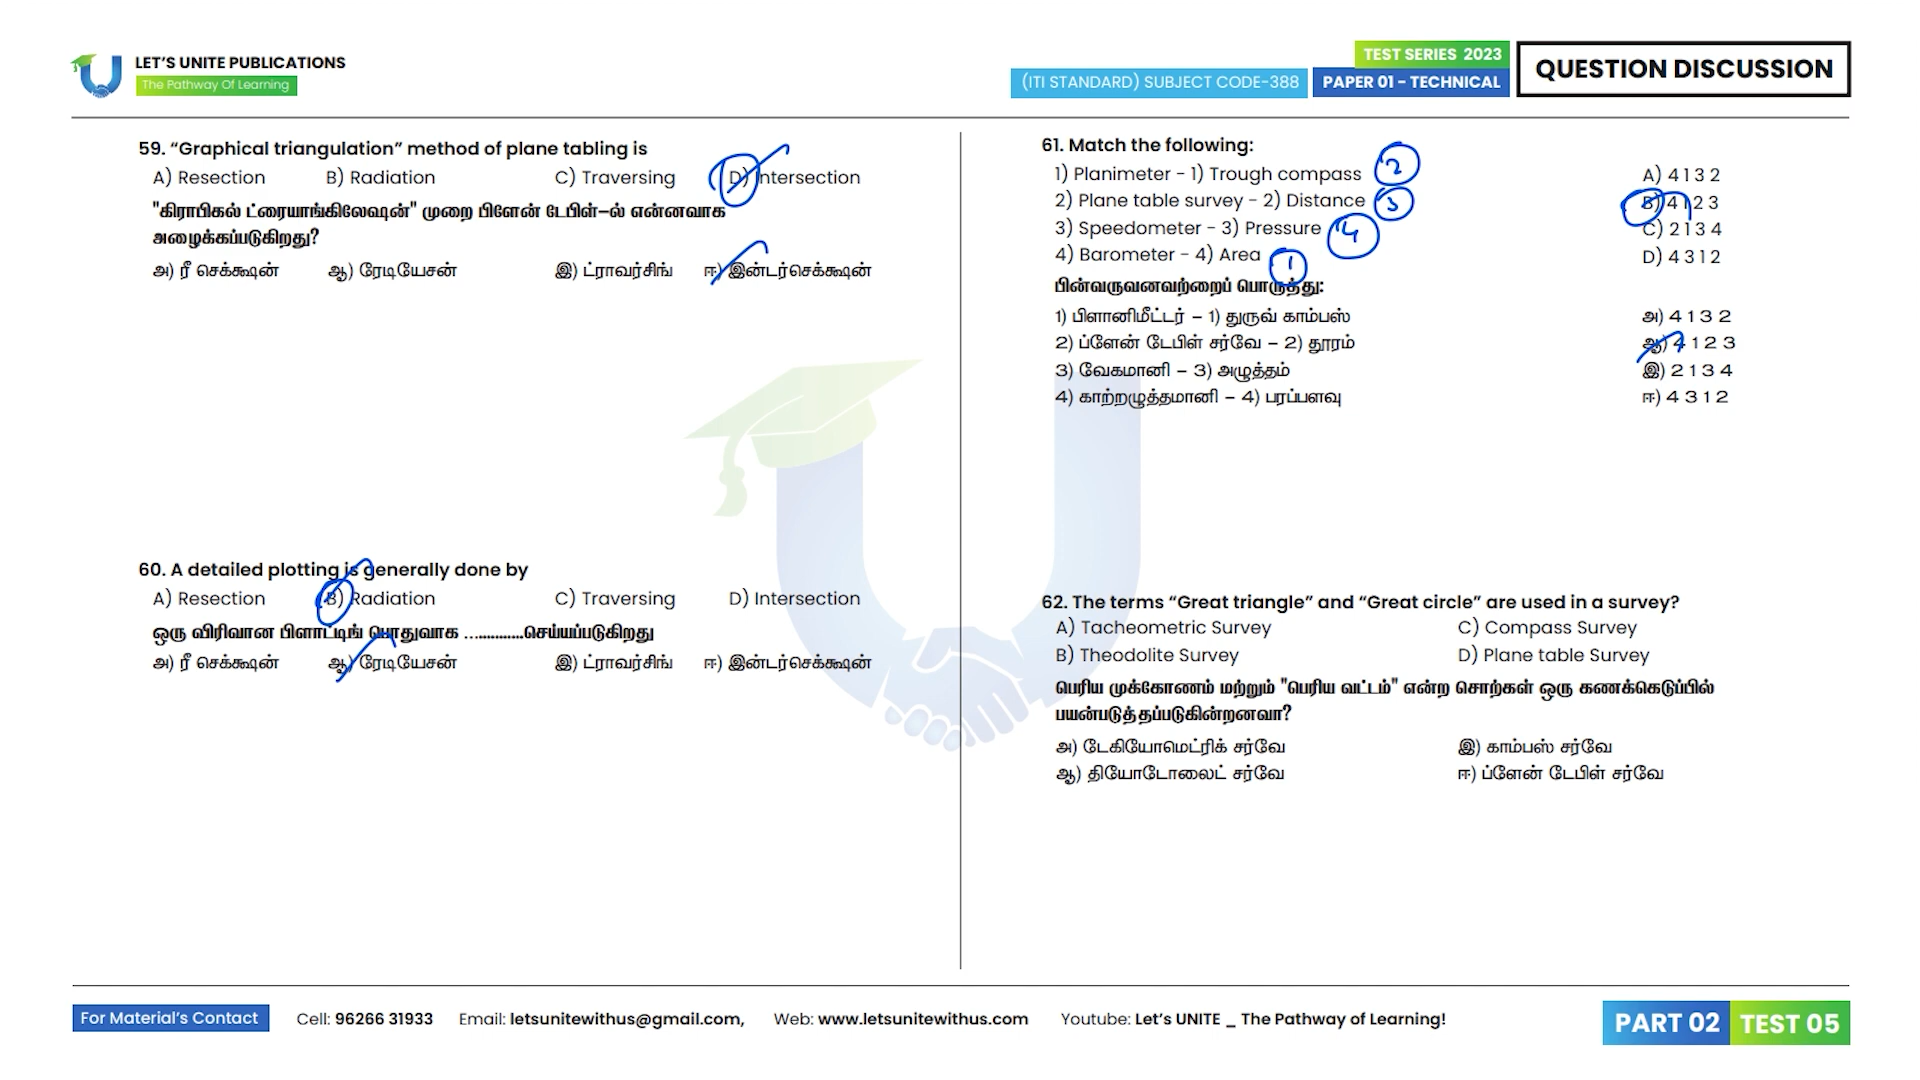 LET'S UNITE PUBLICATIONS
The Pathway Of Learning
TEST SERIES 2023
(ITI STANDARD) SUBJECT CODE-388
PAPER 01 - TECHNICAL
QUESTION DISCUSSION
59. “Graphical triangulation” method of plane tabling is
A) Resection B) Radiation C) Traversing D) Intersection
"கிராபிகல் ட்ரையாங்கிலேஷன்" முறை பிளேன் டேபிள்-ல் என்னவாக
அழைக்கப்படுகிறது?
அ) ரீ செக்க்ஷன் ஆ) ரேடியேசன் இ) ட்ராவர்சிங் ஈ) இன்டர்செக்க்ஷன்
60. A detailed plotting is generally done by
A) Resection B) Radiation C) Traversing D) Intersection
ஒரு விரிவான பிளாட்டிங் பொதுவாக ...............செய்யப்படுகிறது
அ) ரீ செக்க்ஷன் ஆ) ரேடியேசன் இ) ட்ராவர்சிங் ஈ) இன்டர்செக்க்ஷன்
61. Match the following:
1) Planimeter - 1) Trough compass 2 A) 4 1 3 2
2) Plane table survey - 2) Distance 3 B) 4 1 2 3
3) Speedometer - 3) Pressure 4 C) 2 1 3 4
4) Barometer - 4) Area 1 D) 4 3 1 2
பின்வருவனவற்றைப் பொருத்து:
1) பிளானிமீட்டர் - 1) துருவ் காம்பஸ் அ) 4 1 3 2
2) ப்ளேன் டேபிள் சர்வே - 2) தூரம் ஆ) 4 1 2 3
3) வேகமானி - 3) அழுத்தம் இ) 2 1 3 4
4) காற்றழுத்தமானி - 4) பரப்பளவு ஈ) 4 3 1 2
62. The terms “Great triangle” and “Great circle” are used in a survey?
A) Tacheometric Survey C) Compass Survey
B) Theodolite Survey D) Plane table Survey
பெரிய முக்கோணம் மற்றும் "பெரிய வட்டம்" என்ற சொற்கள் ஒரு கணக்கெடுப்பில்
பயன்படுத்தப்படுகின்றனவா?
அ) டேகியோமெட்ரிக் சர்வே இ) காம்பஸ் சர்வே
ஆ) தியோடோலைட் சர்வே ஈ) ப்ளேன் டேபிள் சர்வே
For Material's Contact Cell: 96266 31933 Email: letsunitewithus@gmail.com, Web: www.letsunitewithus.com Youtube: Let's UNITE _ The Pathway of Learning!
PART 02 TEST 05